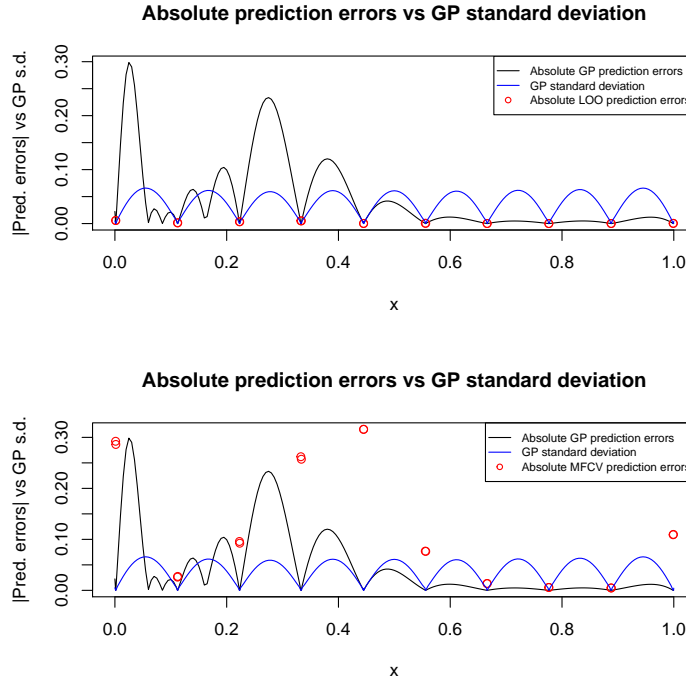 Absolute prediction errors vs GP standard deviation
|Pred. errors| vs GP s.d.
0.00
0.10
0.20
0.30
Absolute GP prediction errors
GP standard deviation
Absolute LOO prediction errors
0.0
0.2
0.4
0.6
0.8
1.0
x
Absolute prediction errors vs GP standard deviation
|Pred. errors| vs GP s.d.
0.00
0.10
0.20
0.30
Absolute GP prediction errors
GP standard deviation
Absolute MFCV prediction errors
0.0
0.2
0.4
0.6
0.8
1.0
x